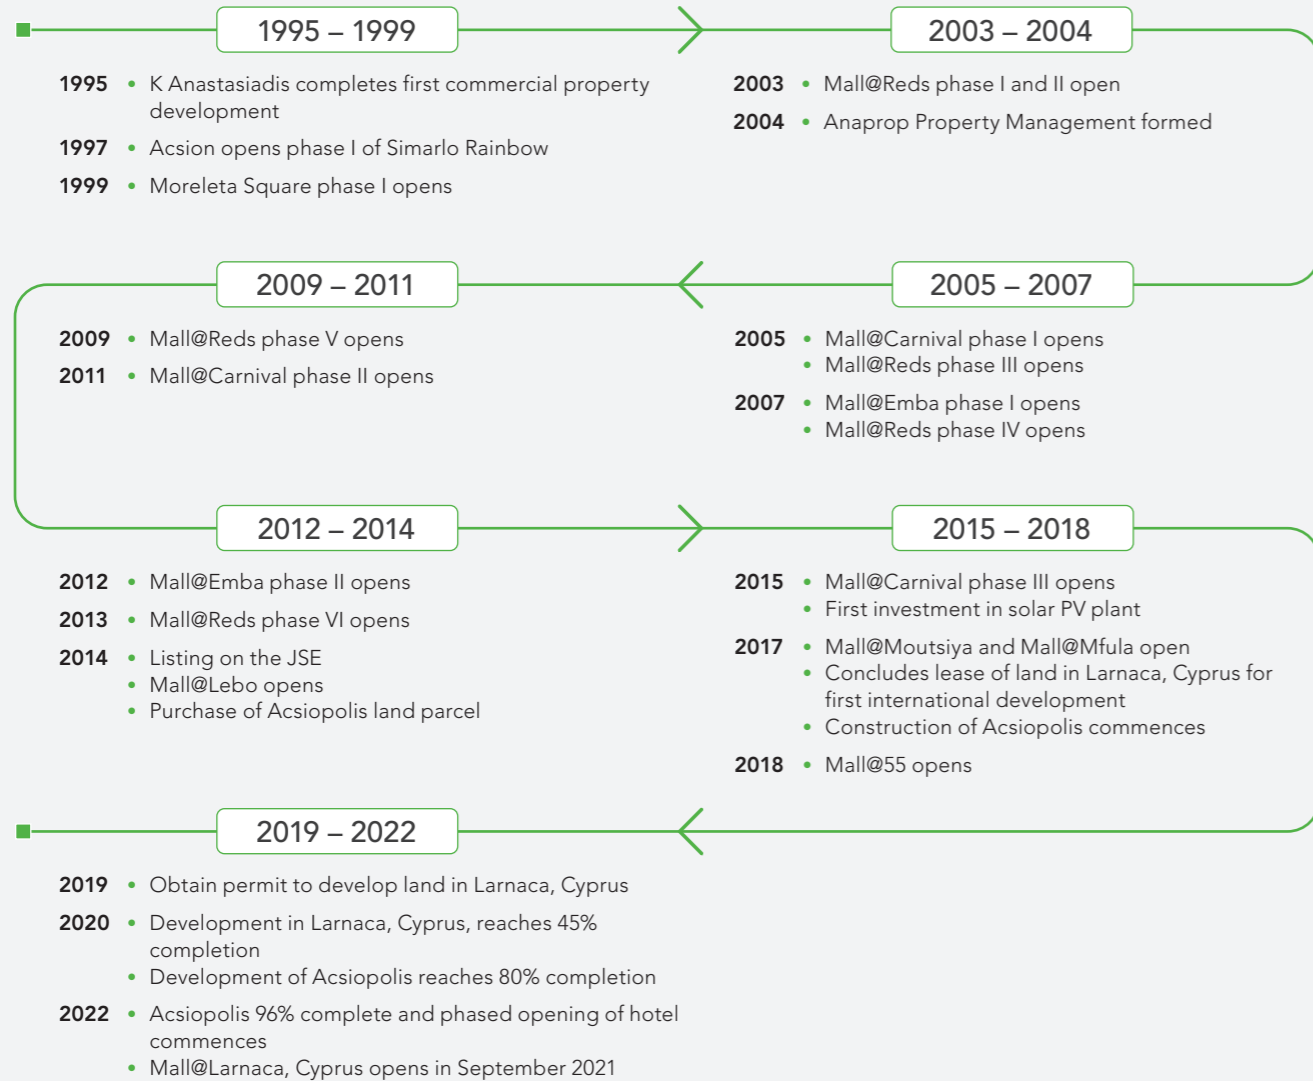 1995 – 1999
1995 • K Anastasiadis completes first commercial property
development
1997 • Acsion opens phase I of Simarlo Rainbow
1999 • Moreleta Square phase I opens
2003 – 2004
2003 • Mall@Reds phase I and II open
2004 • Anaprop Property Management formed
2005 – 2007
2005 • Mall@Carnival phase I opens
• Mall@Reds phase III opens
2007 • Mall@Emba phase I opens
• Mall@Reds phase IV opens
2009 – 2011
2009 • Mall@Reds phase V opens
2011 • Mall@Carnival phase II opens
2012 – 2014
2012 • Mall@Emba phase II opens
2013 • Mall@Reds phase VI opens
2014 • Listing on the JSE
• Mall@Lebo opens
• Purchase of Acsiopolis land parcel
2015 – 2018
2015 • Mall@Carnival phase III opens
• First investment in solar PV plant
2017 • Mall@Moutsiya and Mall@Mfula open
• Concludes lease of land in Larnaca, Cyprus for
first international development
• Construction of Acsiopolis commences
2018 • Mall@55 opens
2019 – 2022
2019 • Obtain permit to develop land in Larnaca, Cyprus
2020 • Development in Larnaca, Cyprus, reaches 45%
completion
• Development of Acsiopolis reaches 80% completion
2022 • Acsiopolis 96% complete and phased opening of hotel
commences
• Mall@Larnaca, Cyprus opens in September 2021